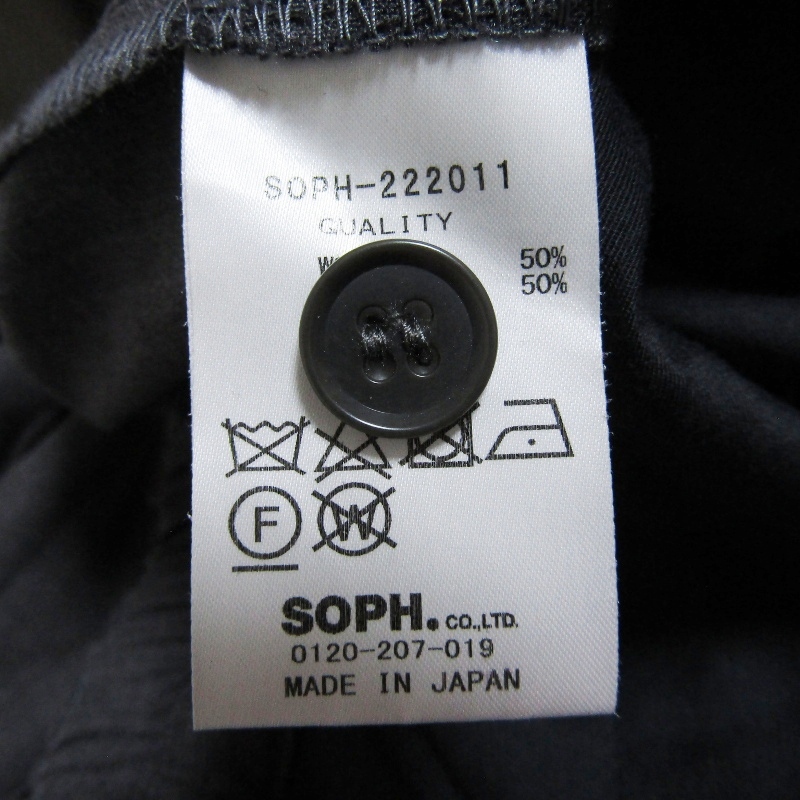 SOPH-222011
QUALITY
50%
50%
F
W
SOPH. CO.,LTD.
0120-207-019
MADE IN JAPAN